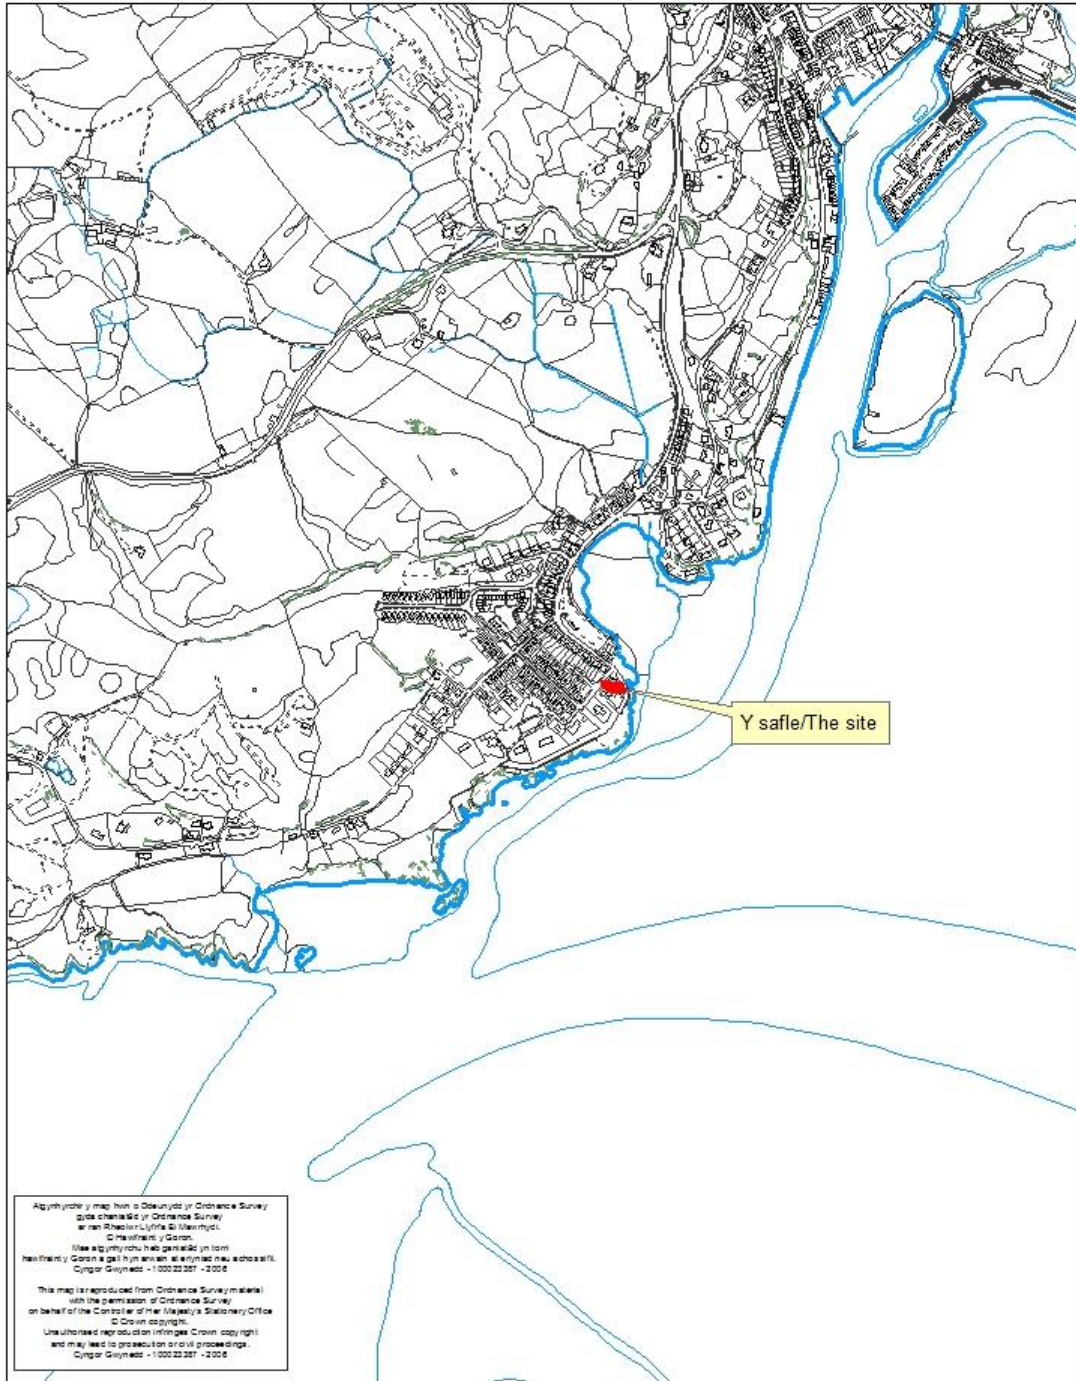 Y safle/The site
Atgynhyrchir y map hwn o Ddeunydd yr Ordnance Survey
gyda chaniatâd yr Ordnance Survey
ar ran Rheolwr Llyfrfa Ei Mawrhydi.
© Hawlfraint y Goron.
Mae atgynhyrchu heb ganiatâd yn torri
hawlfraint y Goron a gall hyn arwain at erlyniad neu achos sifil.
Cyngor Gwynedd - 100023387 - 2008
This map is reproduced from Ordnance Survey material
with the permission of Ordnance Survey
on behalf of the Controller of Her Majesty's Stationery Office
© Crown copyright.
Unauthorised reproduction infringes Crown copyright
and may lead to prosecution or civil proceedings.
Cyngor Gwynedd - 100023387 - 2008